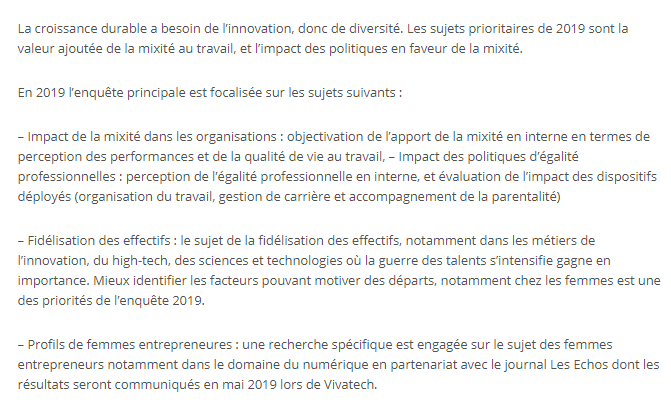 La croissance durable a besoin de l’innovation, donc de diversité. Les sujets prioritaires de 2019 sont la
valeur ajoutée de la mixité au travail, et l’impact des politiques en faveur de la mixité.
En 2019 l’enquête principale est focalisée sur les sujets suivants :
– Impact de la mixité dans les organisations : objectivation de l’apport de la mixité en interne en termes de
perception des performances et de la qualité de vie au travail, – Impact des politiques d’égalité
professionnelles : perception de l’égalité professionnelle en interne, et évaluation de l’impact des dispositifs
déployés (organisation du travail, gestion de carrière et accompagnement de la parentalité)
– Fidélisation des effectifs : le sujet de la fidélisation des effectifs, notamment dans les métiers de
l’innovation, du high-tech, des sciences et technologies où la guerre des talents s’intensifie gagne en
importance. Mieux identifier les facteurs pouvant motiver des départs, notamment chez les femmes est une
des priorités de l’enquête 2019.
– Profils de femmes entrepreneures : une recherche spécifique est engagée sur le sujet des femmes
entrepreneurs notamment dans le domaine du numérique en partenariat avec le journal Les Echos dont les
résultats seront communiqués en mai 2019 lors de Vivatech.